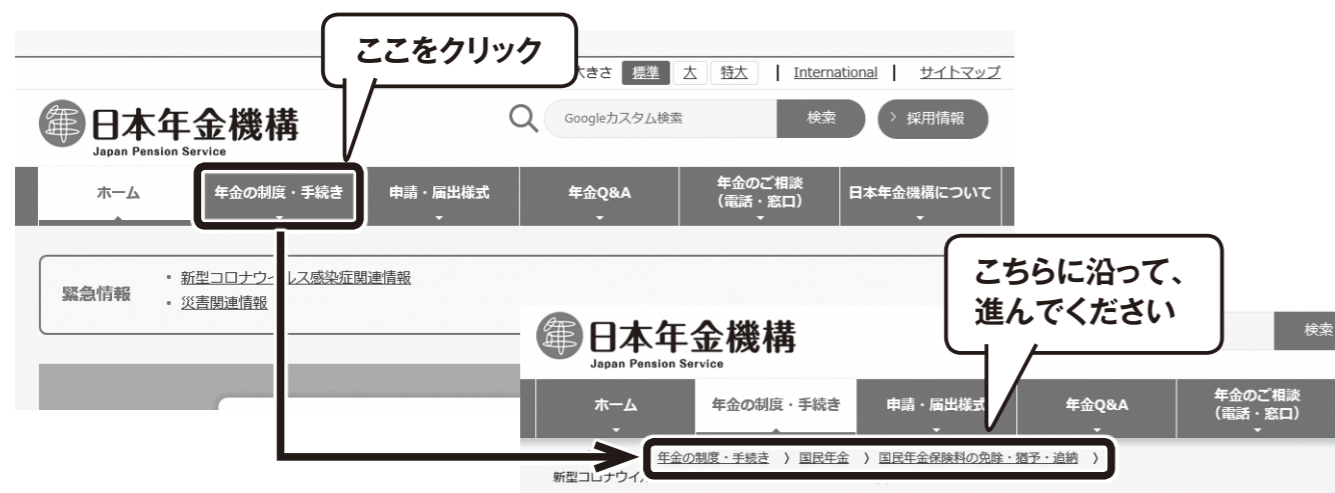 ここをクリック
大きさ 標準 大 特大 | International | サイトマップ
日本年金機構
Japan Pension Service
Googleカスタム検索 検索 採用情報
ホーム 年金の制度・手続き 申請・届出様式 年金Q&A 年金のご相談 日本年金機構について
(電話・窓口)
緊急情報
・新型コロナウイルス感染症関連情報
・災害関連情報
こちらに沿って、
進んでください
日本年金機構
Japan Pension Service
検索
ホーム 年金の制度・手続き 申請・届出様式 年金Q&A 年金のご相談
(電話・窓口)
年金の制度・手続き 〉 国民年金 〉 国民年金保険料の免除・猶予・追納 〉
新型コロナウイル